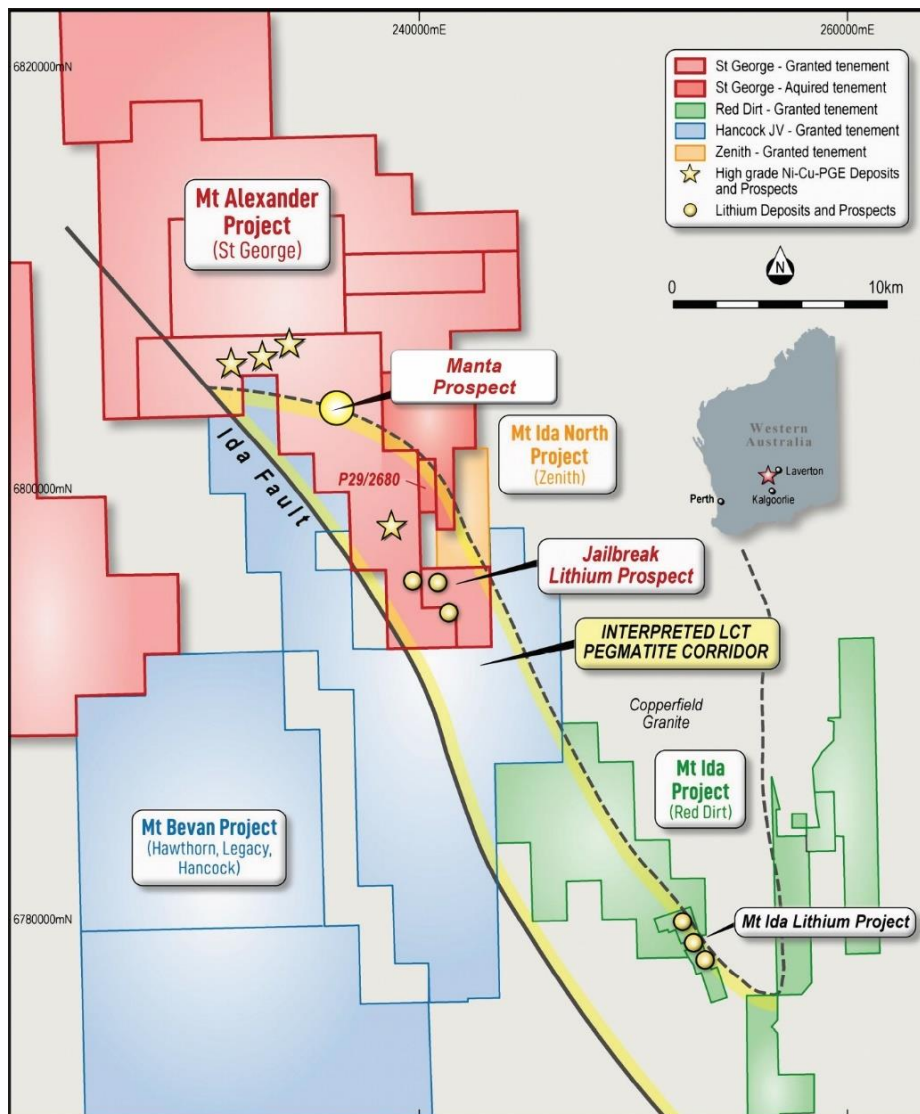 240000mE
260000mE
6820000mN
St George - Granted tenement
St George - Aquired tenement
Red Dirt - Granted tenement
Hancock JV - Granted tenement
Zenith - Granted tenement
High grade Ni-Cu-PGE Deposits
and Prospects
Lithium Deposits and Prospects
Mt Alexander
Project
(St George)
N
0
10km
Manta
Prospect
Western
Australia
Laverton
Perth
Kalgoorlie
Ida Fault
Mt Ida North
Project
(Zenith)
P29/2680
6800000mN
Jailbreak
Lithium Prospect
INTERPRETED LCT
PEGMATITE CORRIDOR
Copperfield
Granite
Mt Ida
Project
(Red Dirt)
Mt Bevan Project
(Hawthorn, Legacy,
Hancock)
6780000mN
Mt Ida Lithium Project